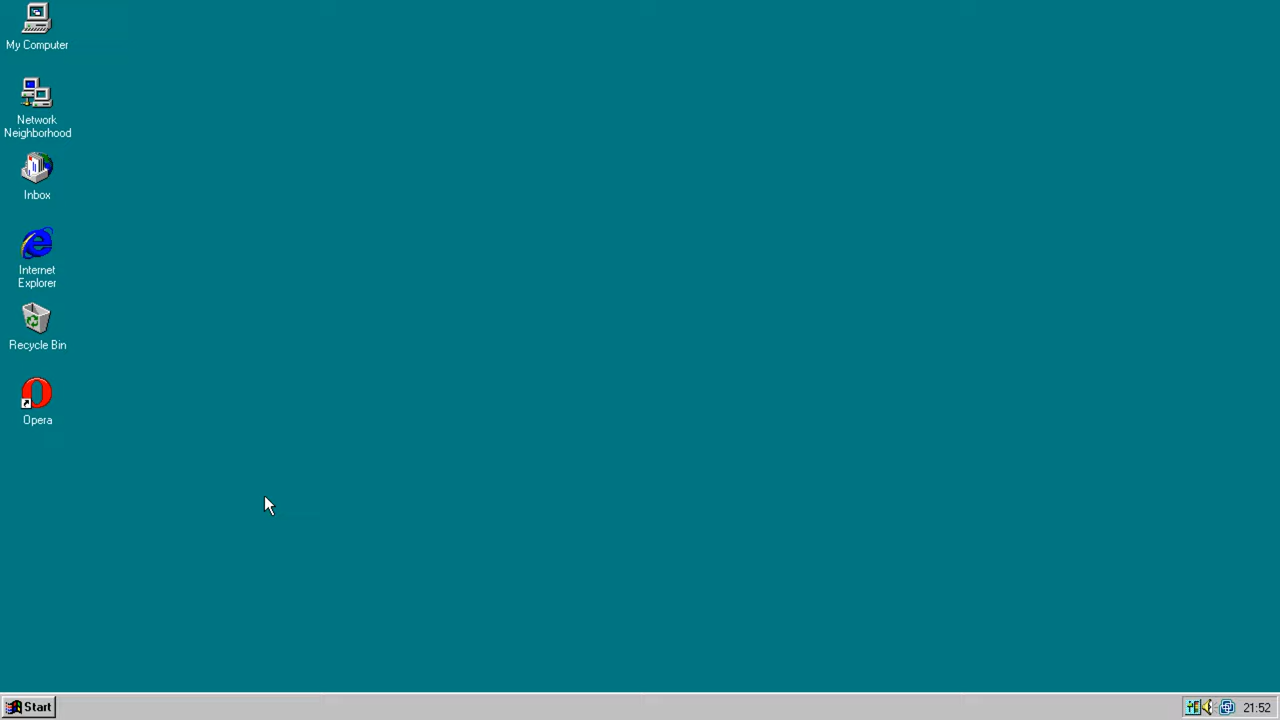 My Computer
Network
Neighborhood
Inbox
Internet
Explorer
Recycle Bin
Opera
Start
21:52